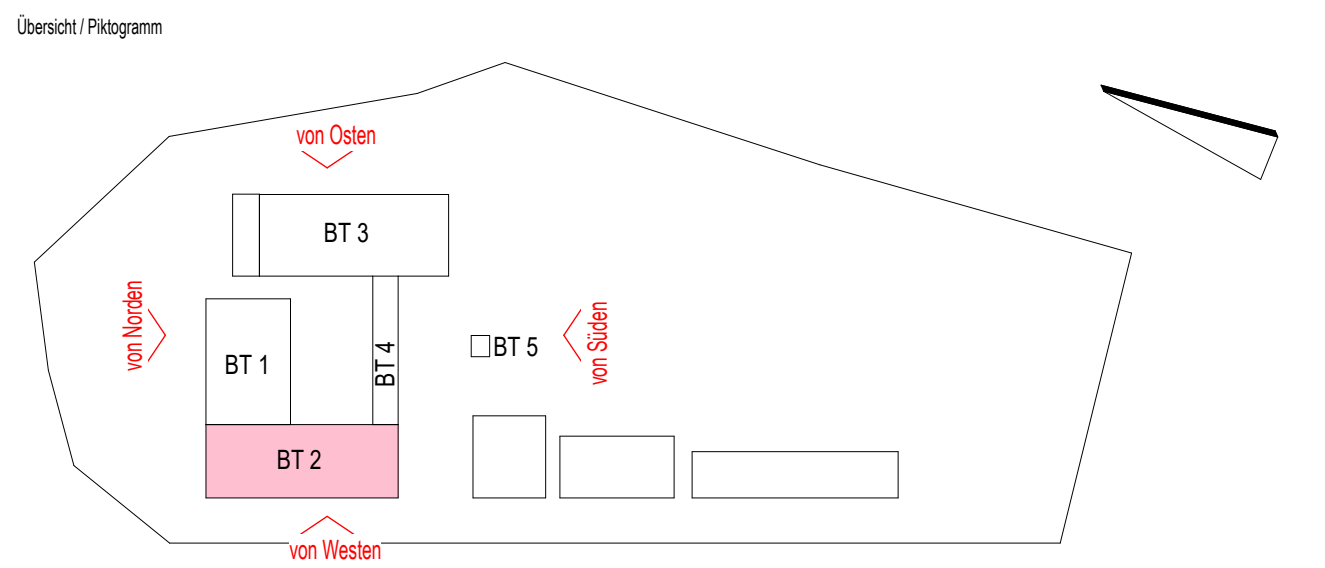 Übersicht / Piktogramm
von Osten
BT 3
von Norden
BT 1
BT 4
BT 5
von Süden
BT 2
von Westen